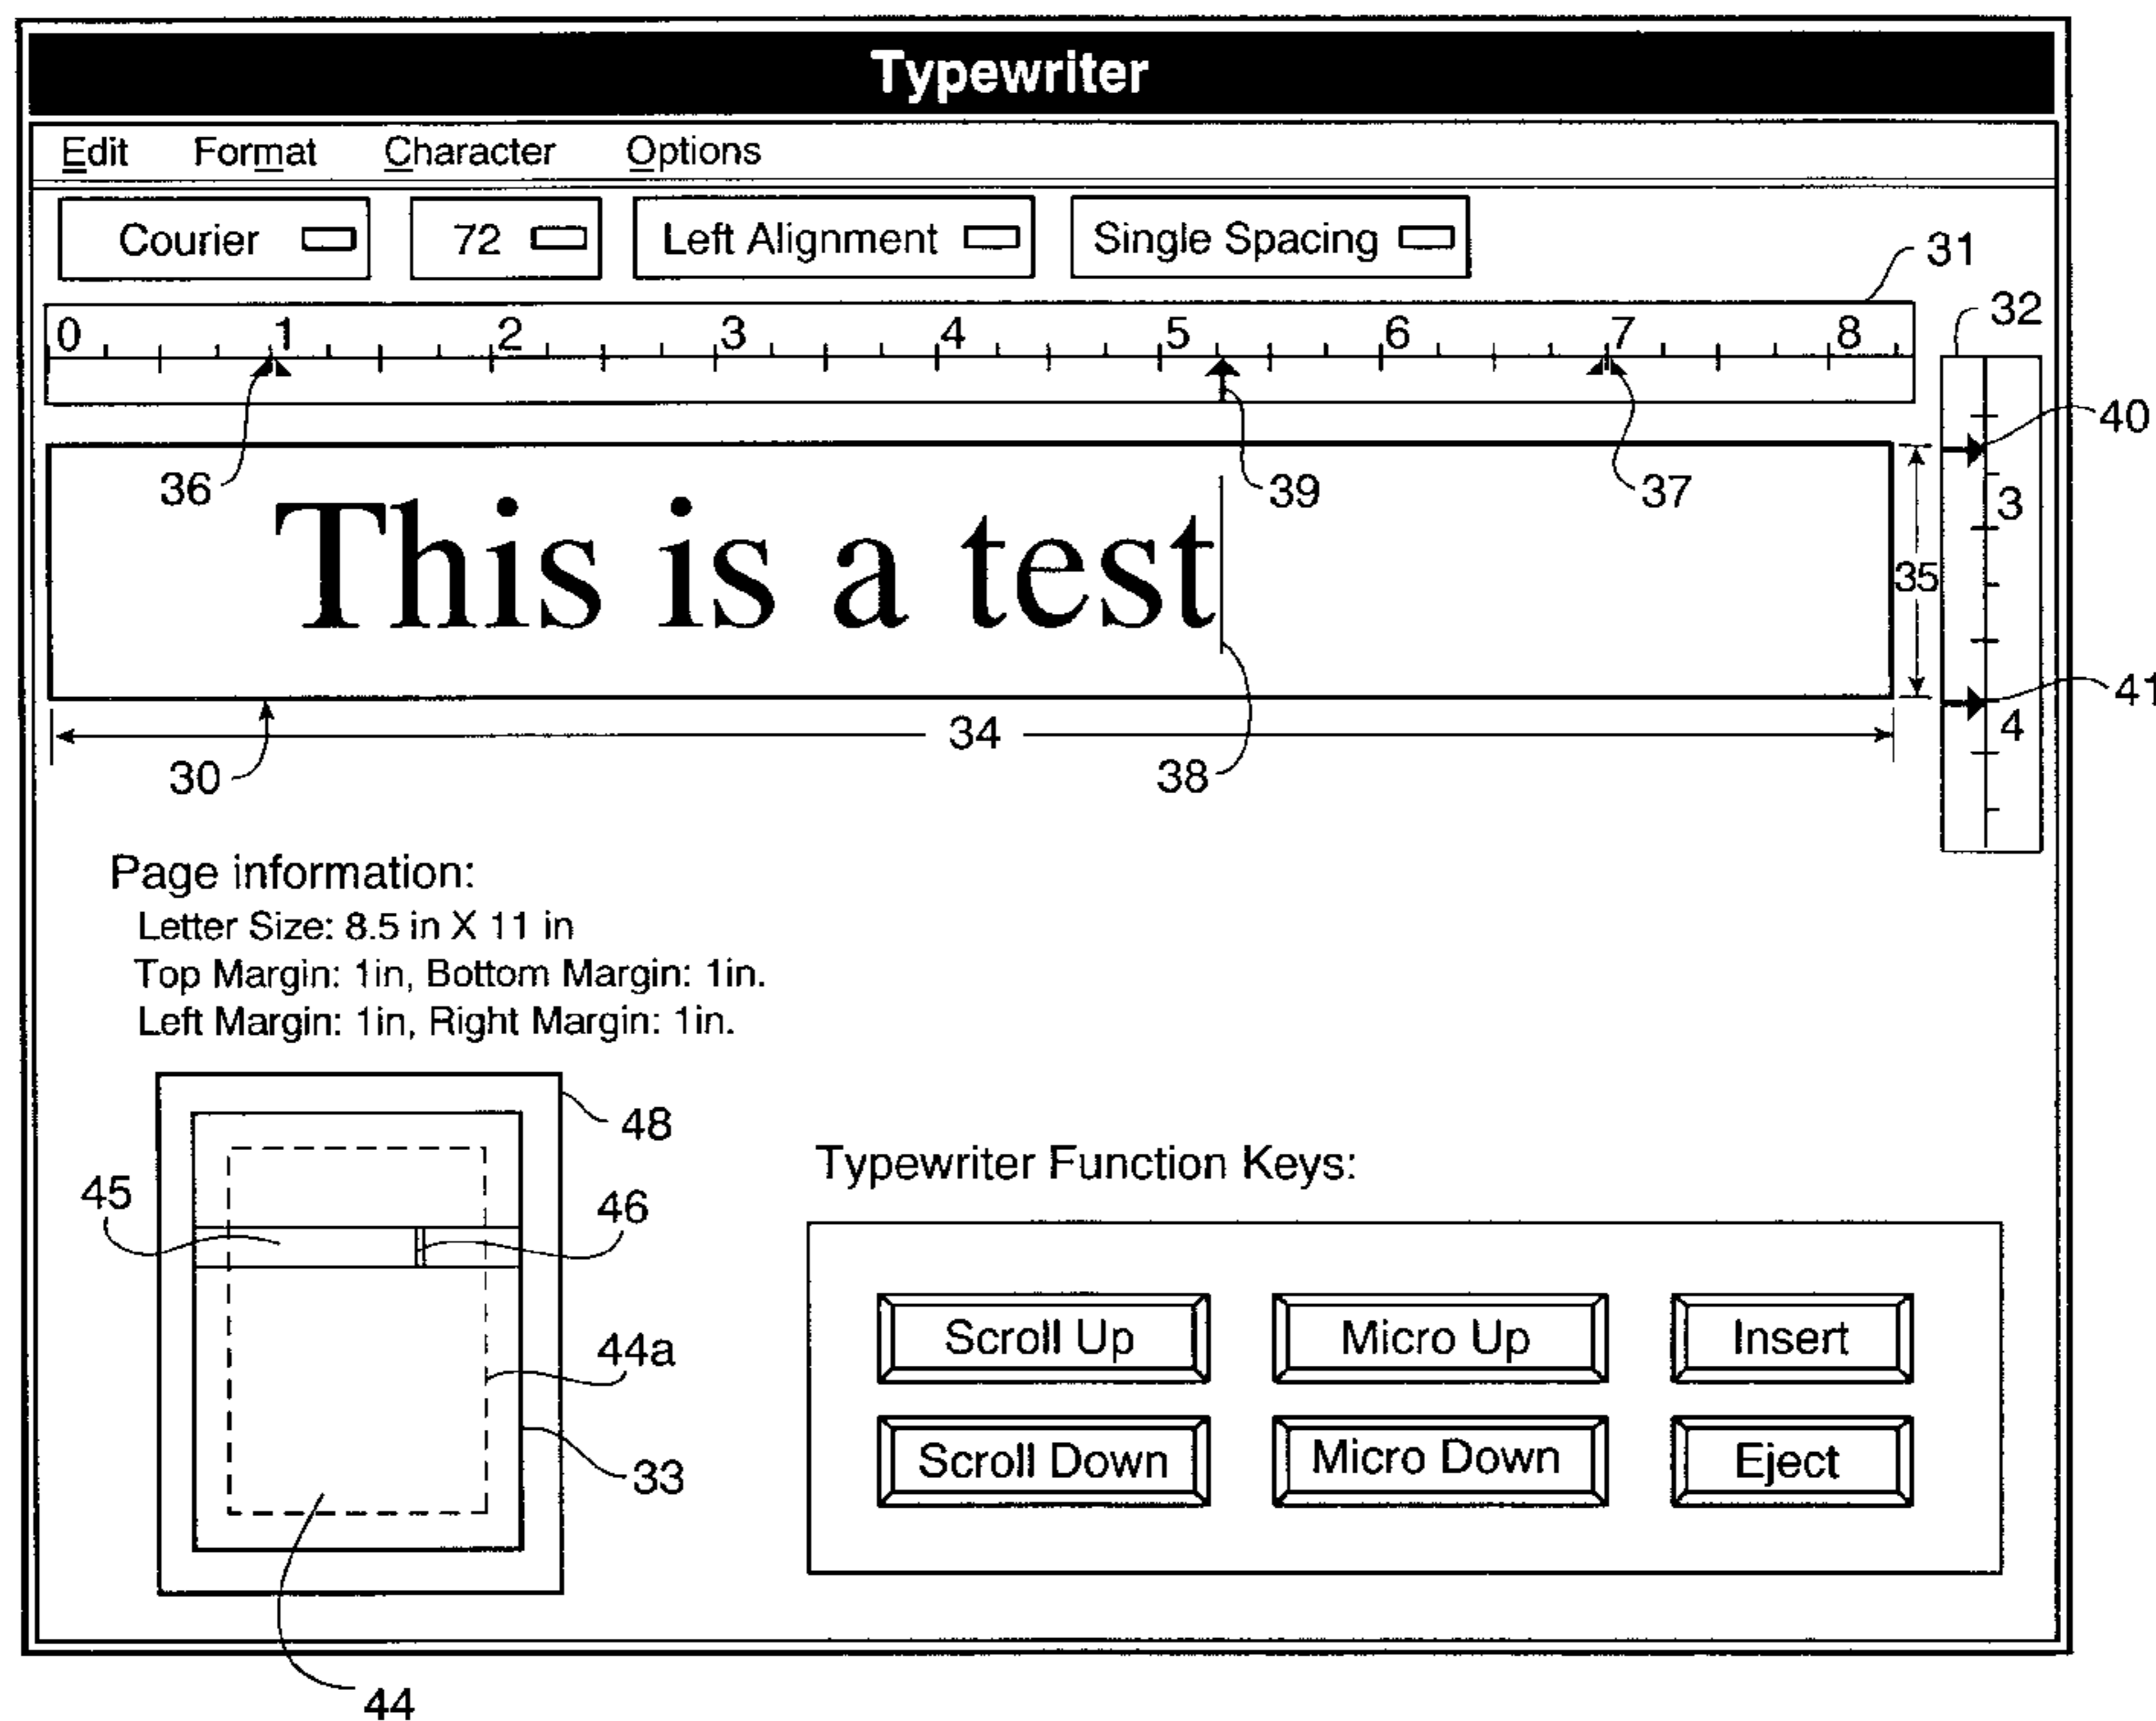 Typewriter
Edit Format Character Options
Courier 72 Left Alignment Single Spacing
31
0 1 2 3 4 5 6 7 8
32
40
36 39 37
3
This is a test
35
41
34
4
30 38
Page information:
Letter Size: 8.5 in X 11 in
Top Margin: 1in, Bottom Margin: 1in.
Left Margin: 1in, Right Margin: 1in.
48
Typewriter Function Keys:
45 46
Scroll Up Micro Up Insert
44a
Scroll Down Micro Down Eject
33
44